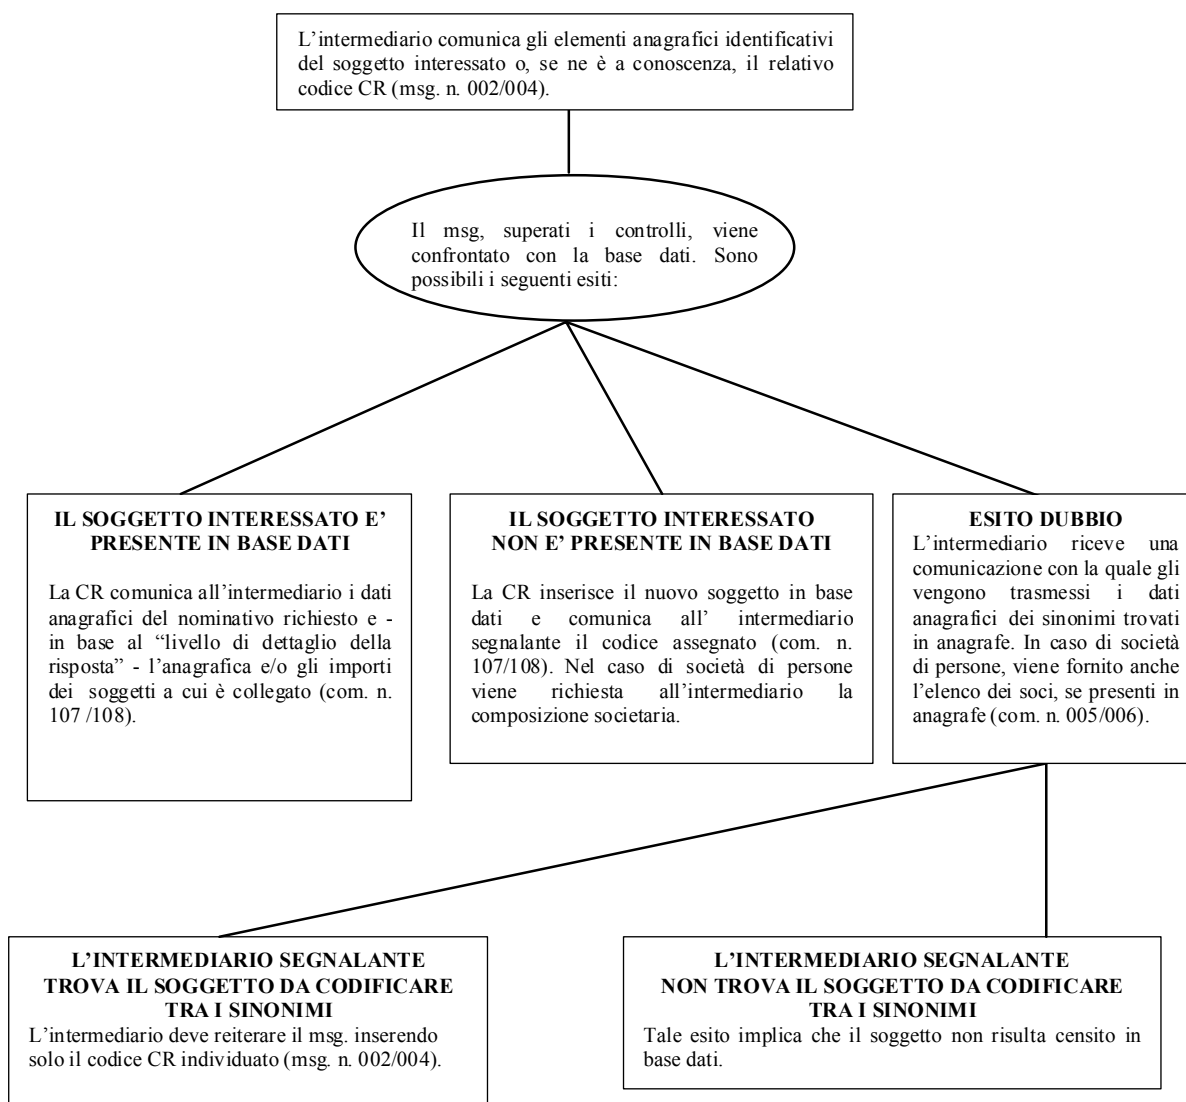 L'intermediario comunica gli elementi anagrafici identificativi
del soggetto interessato o, se ne è a conoscenza, il relativo
codice CR (msg. n. 002/004).
Il msg, superati i controlli, viene
confrontato con la base dati. Sono
possibili i seguenti esiti:
IL SOGGETTO INTERESSATO E'
PRESENTE IN BASE DATI
La CR comunica all'intermediario i dati
anagrafici del nominativo richiesto e -
in base al “livello di dettaglio della
risposta” - l'anagrafica e/o gli importi
dei soggetti a cui è collegato (com. n.
107 /108).
IL SOGGETTO INTERESSATO
NON E' PRESENTE IN BASE DATI
La CR inserisce il nuovo soggetto in base
dati e comunica all' intermediario
segnalante il codice assegnato (com. n.
107/108). Nel caso di società di persone
viene richiesta all'intermediario la
composizione societaria.
ESITO DUBBIO
L'intermediario riceve una
comunicazione con la quale gli
vengono trasmessi i dati
anagrafici dei sinonimi trovati
in anagrafe. In caso di società
di persone, viene fornito anche
l'elenco dei soci, se presenti in
anagrafe (com. n. 005/006).
L'INTERMEDIARIO SEGNALANTE
TROVA IL SOGGETTO DA CODIFICARE
TRA I SINONIMI
L'intermediario deve reiterare il msg. inserendo
solo il codice CR individuato (msg. n. 002/004).
L'INTERMEDIARIO SEGNALANTE
NON TROVA IL SOGGETTO DA CODIFICARE
TRA I SINONIMI
Tale esito implica che il soggetto non risulta censito in
base dati.